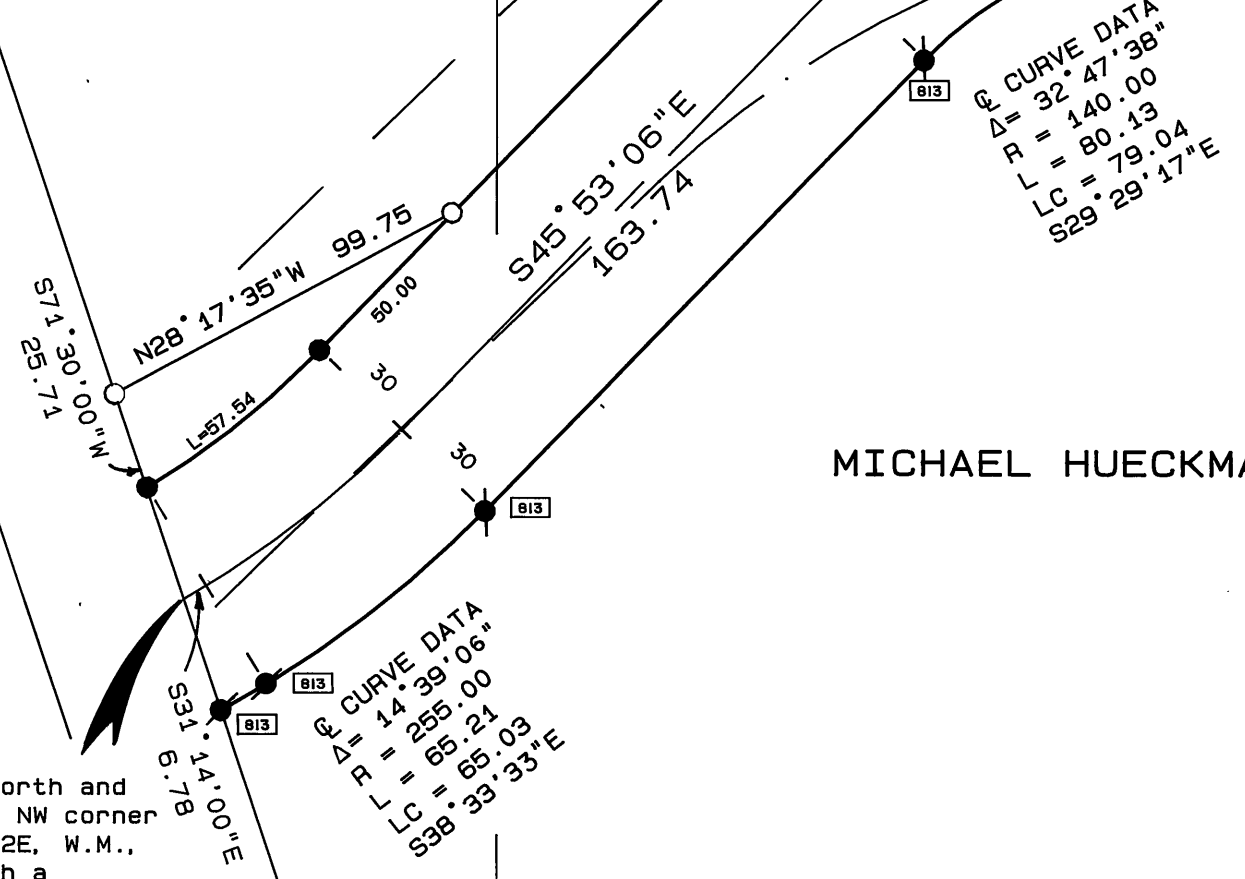 ℄ CURVE DATA
Δ= 32°47'38"
R = 140.00
L = 80.13
LC = 79.04
S29°29'17"E
813
S45°53'06"E
163.74
N28°17'35"W 99.75
S71°30'00"W
25.71
50.00
30
L=57.54
30
MICHAEL HUECKMA
813
813
813
℄ CURVE DATA
Δ= 14°39'06"
R = 255.00
L = 65.21
LC = 65.03
S38°33'33"E
S31°14'00"E
6.78
orth and
NW corner
2E, W.M.,
h a